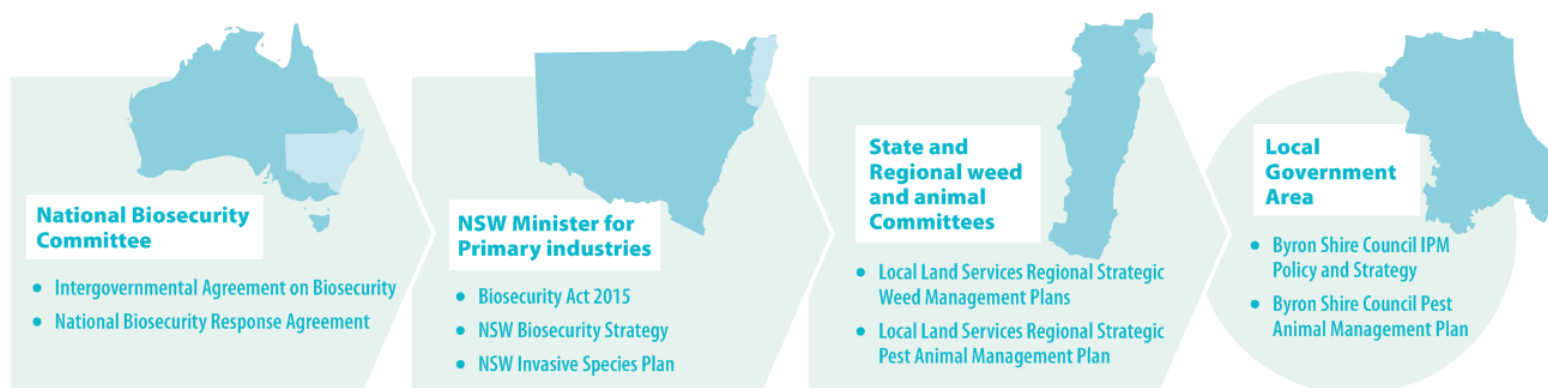 National Biosecurity
Committee
• Intergovernmental Agreement on Biosecurity
• National Biosecurity Response Agreement
NSW Minister for
Primary industries
• Biosecurity Act 2015
• NSW Biosecurity Strategy
• NSW Invasive Species Plan
State and
Regional weed
and animal
Committees
• Local Land Services Regional Strategic
Weed Management Plans
• Local Land Services Regional Strategic
Pest Animal Management Plan
Local
Government
Area
• Byron Shire Council IPM
Policy and Strategy
• Byron Shire Council Pest
Animal Management Plan